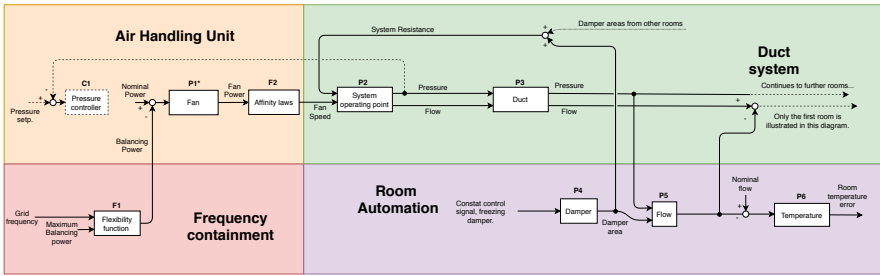 Air Handling Unit
Duct
system
System Resistance
Damper areas from other rooms
+
+
-
+
C1
Pressure
controller
Pressure
setp.
Nominal
Power
+
-
P1*
Fan
Fan
Power
F2
Affinity laws
Fan
Speed
P2
System
operating point
Pressure
Flow
P3
Duct
Pressure
Flow
Continues to further rooms...
+
-
Only the first room is
illustrated in this diagram.
Balancing
Power
Grid
frequency
Maximum
Balancing
power
F1
Flexibility
function
Frequency
containment
Room
Automation
Constat control
signal, freezing
damper.
P4
Damper
Damper
area
P5
Flow
Nominal
flow
+
-
P6
Temperature
Room
temperature
error